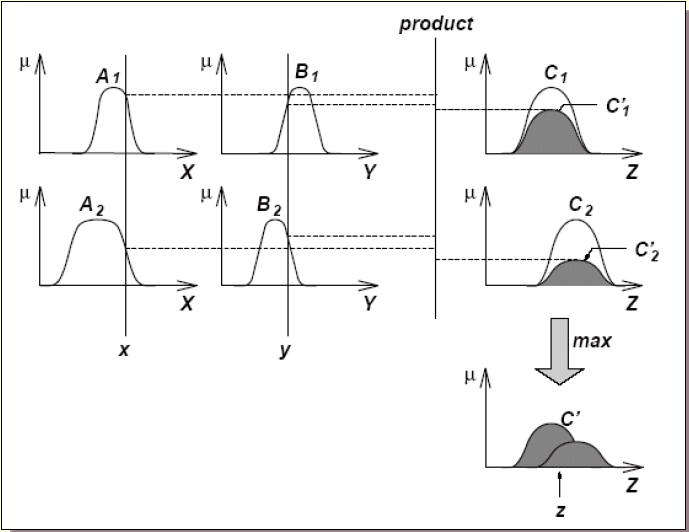 product
μ A1 μ B1 μ C1
C'1
X Y Z
μ A2 μ B2 μ C2
C'2
X Y Z
x y
max
μ
C'
Z
z